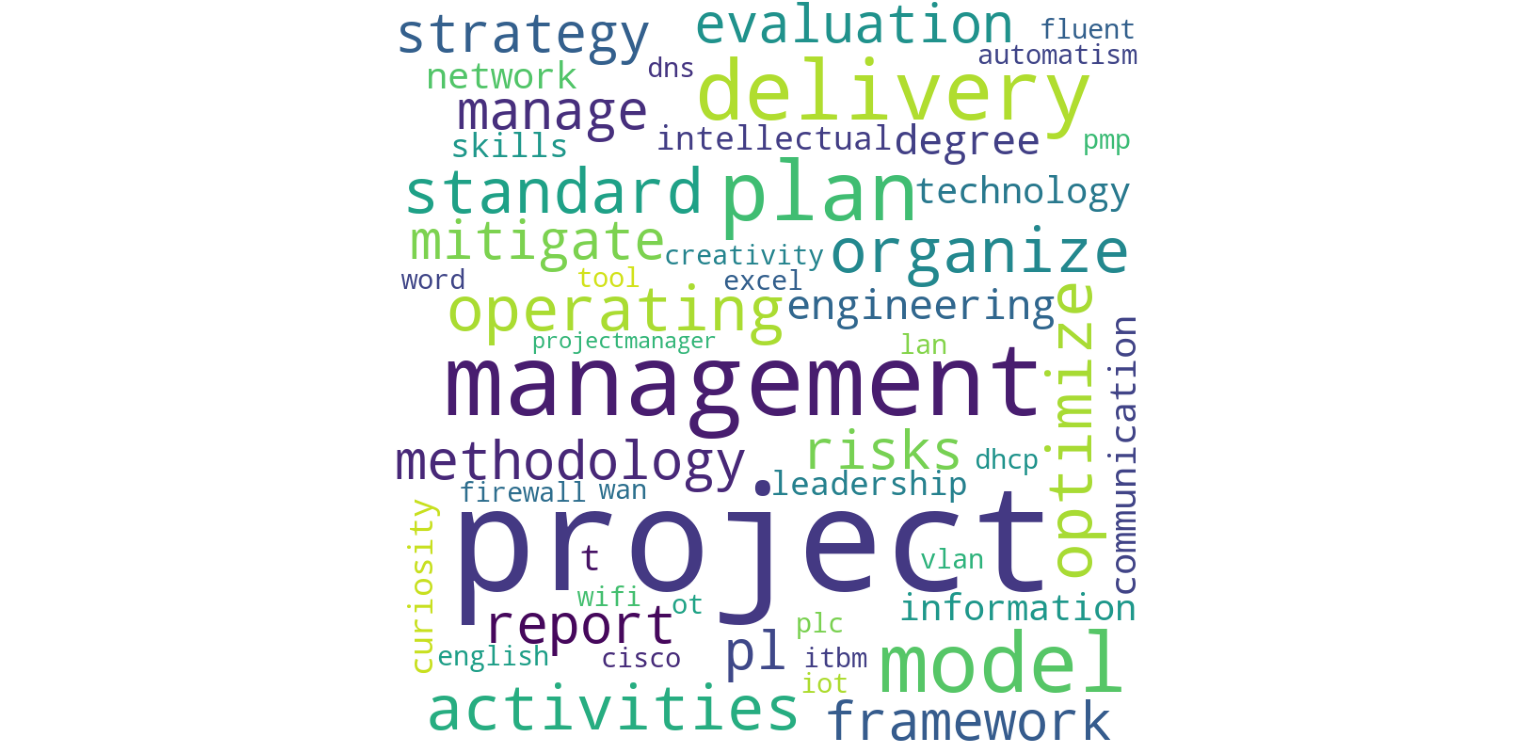 strategy
evaluation
fluent
automatism
network
dns
delivery
manage
intellectual
degree
pmp
skills
standard
plan
technology
mitigate
creativity
organize
word
tool
excel
operating
engineering
projectmanager
lan
optimize
communication
management
methodology
risks
dhcp
firewall
wan
leadership
curiosity
project
t
vlan
wifi
ot
information
report
plc
english
cisco
pl
itbm
model
iot
activities
framework